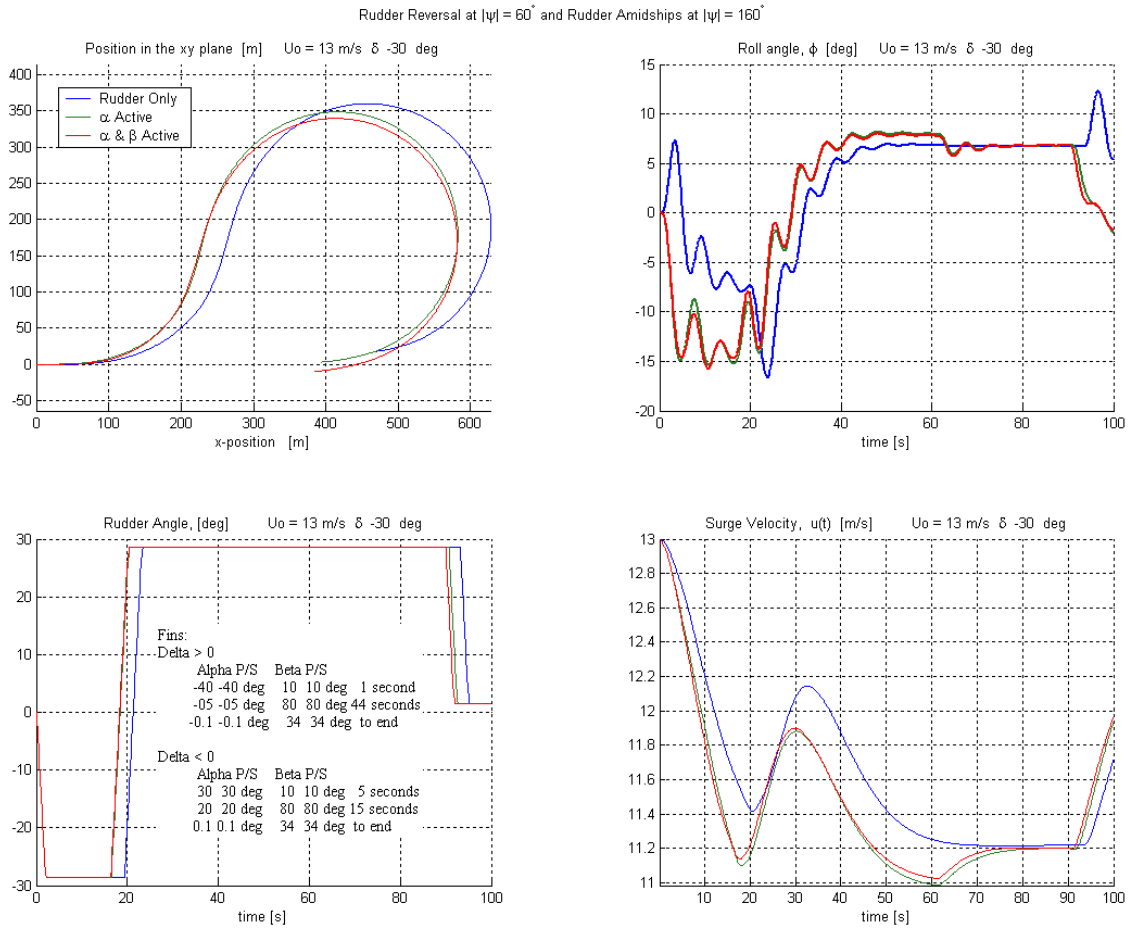 Rudder Reversal at |ψ| = 60° and Rudder Amidships at |ψ| = 160°
Position in the xy plane [m] Uo = 13 m/s δ -30 deg
400
350
300
250
200
150
100
50
0
-50
Rudder Only
α Active
α & β Active
0 100 200 300 400 500 600
x-position [m]
Roll angle, ϕ [deg] Uo = 13 m/s δ -30 deg
15
10
5
0
-5
-10
-15
-20
0 20 40 60 80 100
time [s]
Rudder Angle, [deg] Uo = 13 m/s δ -30 deg
30
20
10
0
-10
-20
-30
Fins:
Delta > 0
Alpha P/S Beta P/S
-40 -40 deg 10 10 deg 1 second
-05 -05 deg 80 80 deg 44 seconds
-0.1 -0.1 deg 34 34 deg to end
Delta < 0
Alpha P/S Beta P/S
30 30 deg 10 10 deg 5 seconds
20 20 deg 80 80 deg 15 seconds
0.1 0.1 deg 34 34 deg to end
0 20 40 60 80 100
time [s]
Surge Velocity, u(t) [m/s] Uo = 13 m/s δ -30 deg
13
12.8
12.6
12.4
12.2
12
11.8
11.6
11.4
11.2
11
0 10 20 30 40 50 60 70 80 90 100
time [s]